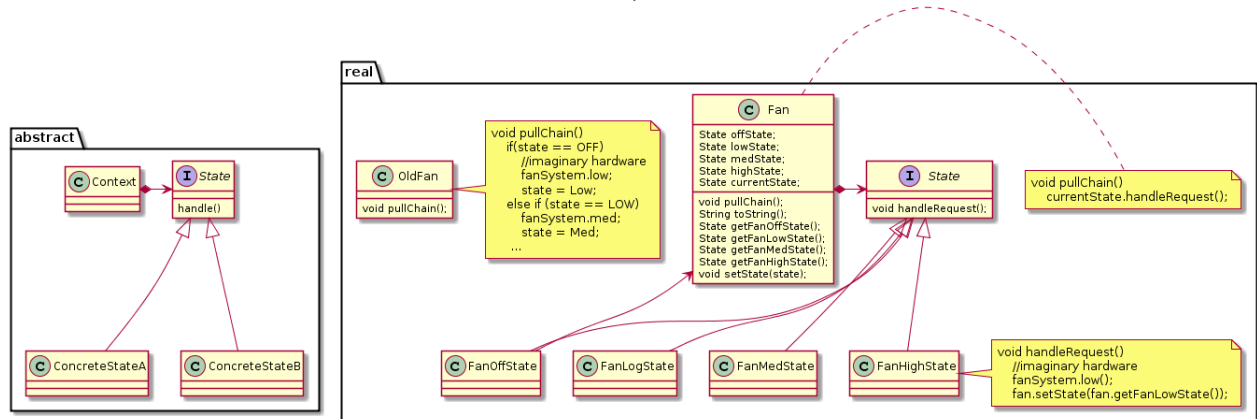 abstract
C Context
I State
handle()
C ConcreteStateA
C ConcreteStateB
real
C OldFan
void pullChain();
void pullChain()
if(state == OFF)
//imaginary hardware
fanSystem.low;
state = Low;
else if (state == LOW)
fanSystem.med;
state = Med;
...
C Fan
State offState;
State lowState;
State medState;
State highState;
State currentState;
void pullChain();
String toString();
State getFanOffState();
State getFanLowState();
State getFanMedState();
State getFanHighState();
void setState(state);
I State
void handleRequest();
void pullChain()
currentState.handleRequest();
C FanOffState
C FanLogState
C FanMedState
C FanHighState
void handleRequest()
//imaginary hardware
fanSystem.low();
fan.setState(fan.getFanLowState());